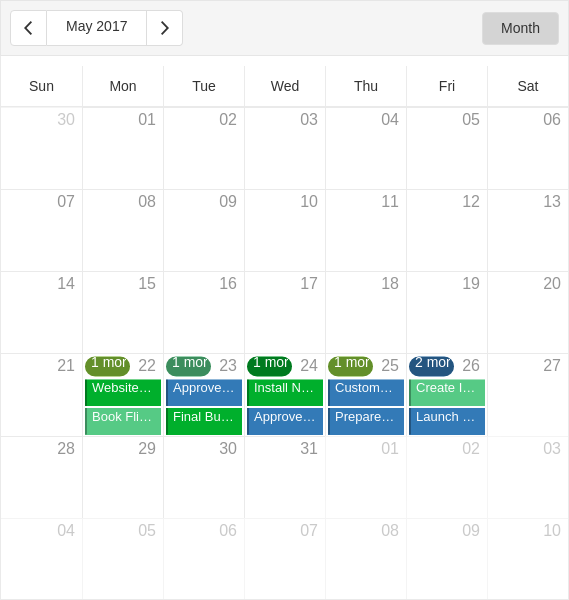 May 2017
Month
Sun Mon Tue Wed Thu Fri Sat
30 01 02 03 04 05 06
07 08 09 10 11 12 13
14 15 16 17 18 19 20
21 1 mor 22 1 mor 23 1 mor 24 1 mor 25 2 mor 26 27
Website... Approve... Install N... Custom... Create I...
Book Fli... Final Bu... Approve... Prepare... Launch ...
28 29 30 31 01 02 03
04 05 06 07 08 09 10